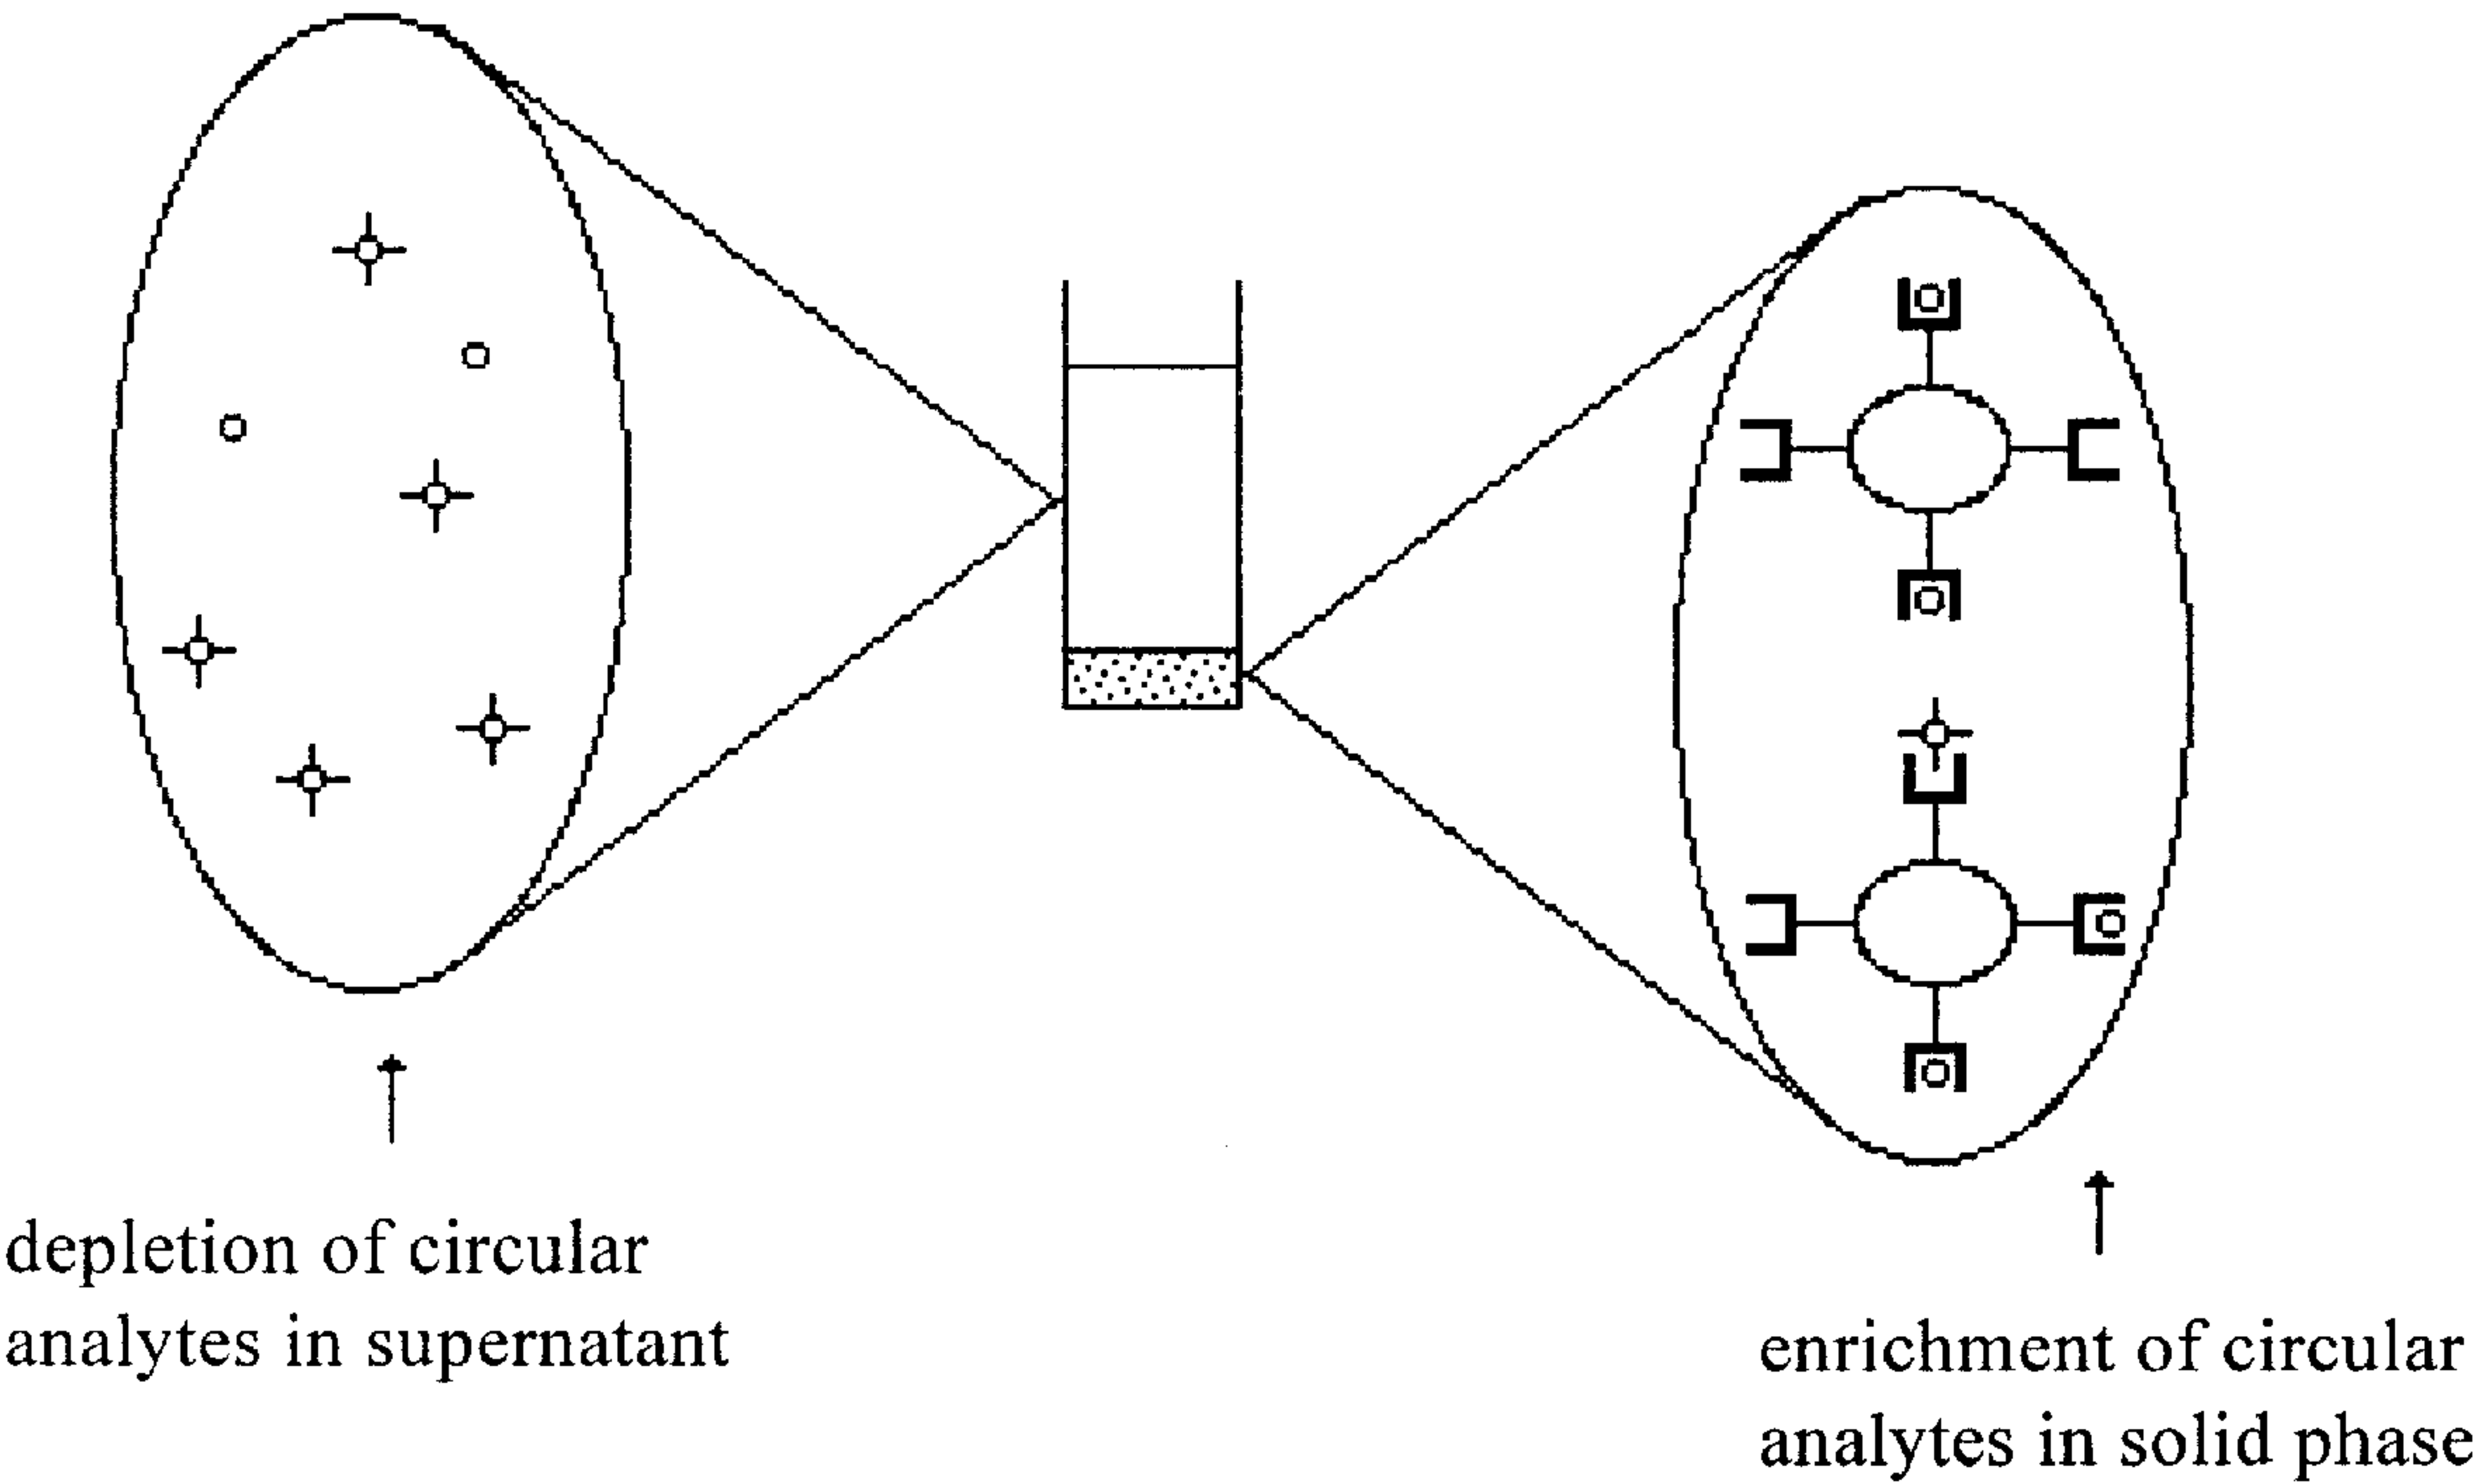 depletion of circular
analytes in supernatant
enrichment of circular
analytes in solid phase